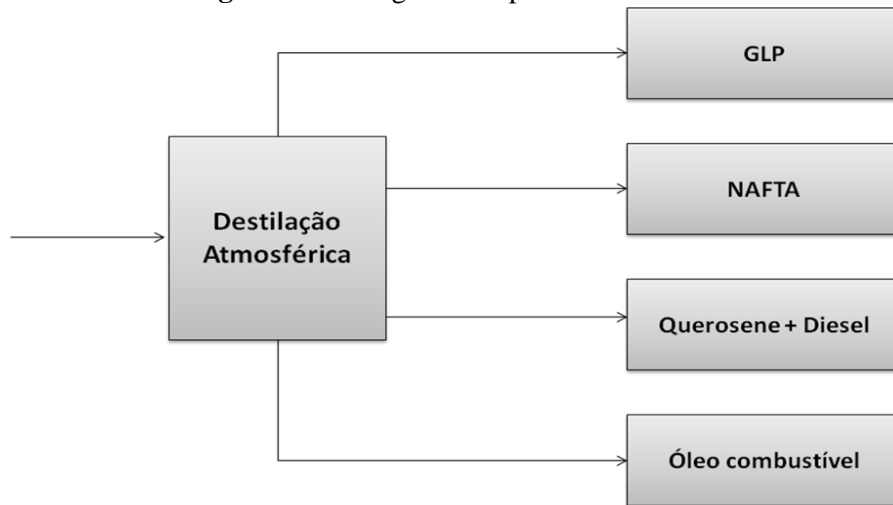 GLP
NAFTA
Destilação
Atmosférica
Querosene + Diesel
Óleo combustível